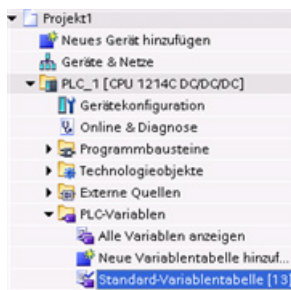 Projekt1
Neues Gerät hinzufügen
Geräte & Netze
PLC_1 [CPU 1214C DC/DC/DC]
Gerätekonfiguration
Online & Diagnose
Programmbausteine
Technologieobjekte
Externe Quellen
PLC-Variablen
Alle Variablen anzeigen
Neue Variablentabelle hinzuf...
Standard-Variablentabelle [13]